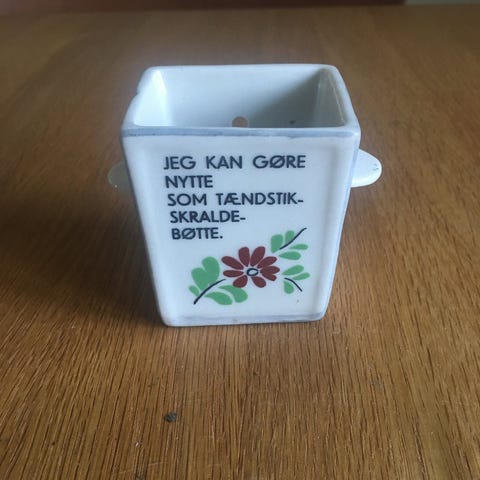 JEG KAN GØRE
NYTTE
SOM TÆNDSTIK-
SKRALDE-
BØTTE.